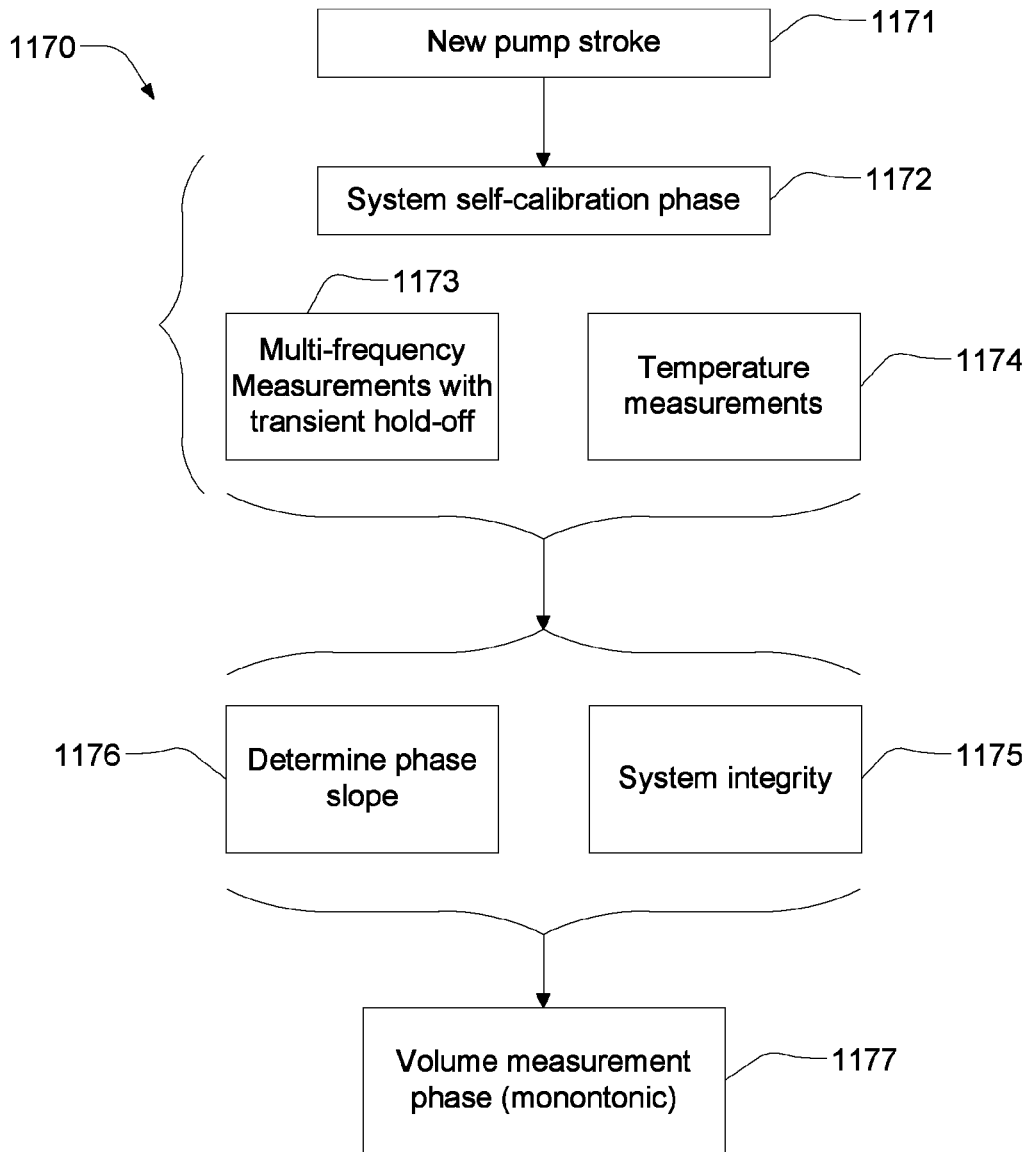 1170
New pump stroke
1171
System self-calibration phase
1172
1173
Multi-frequency
Measurements with
transient hold-off
Temperature
measurements
1174
1176
Determine phase
slope
System integrity
1175
Volume measurement
phase (monontonic)
1177